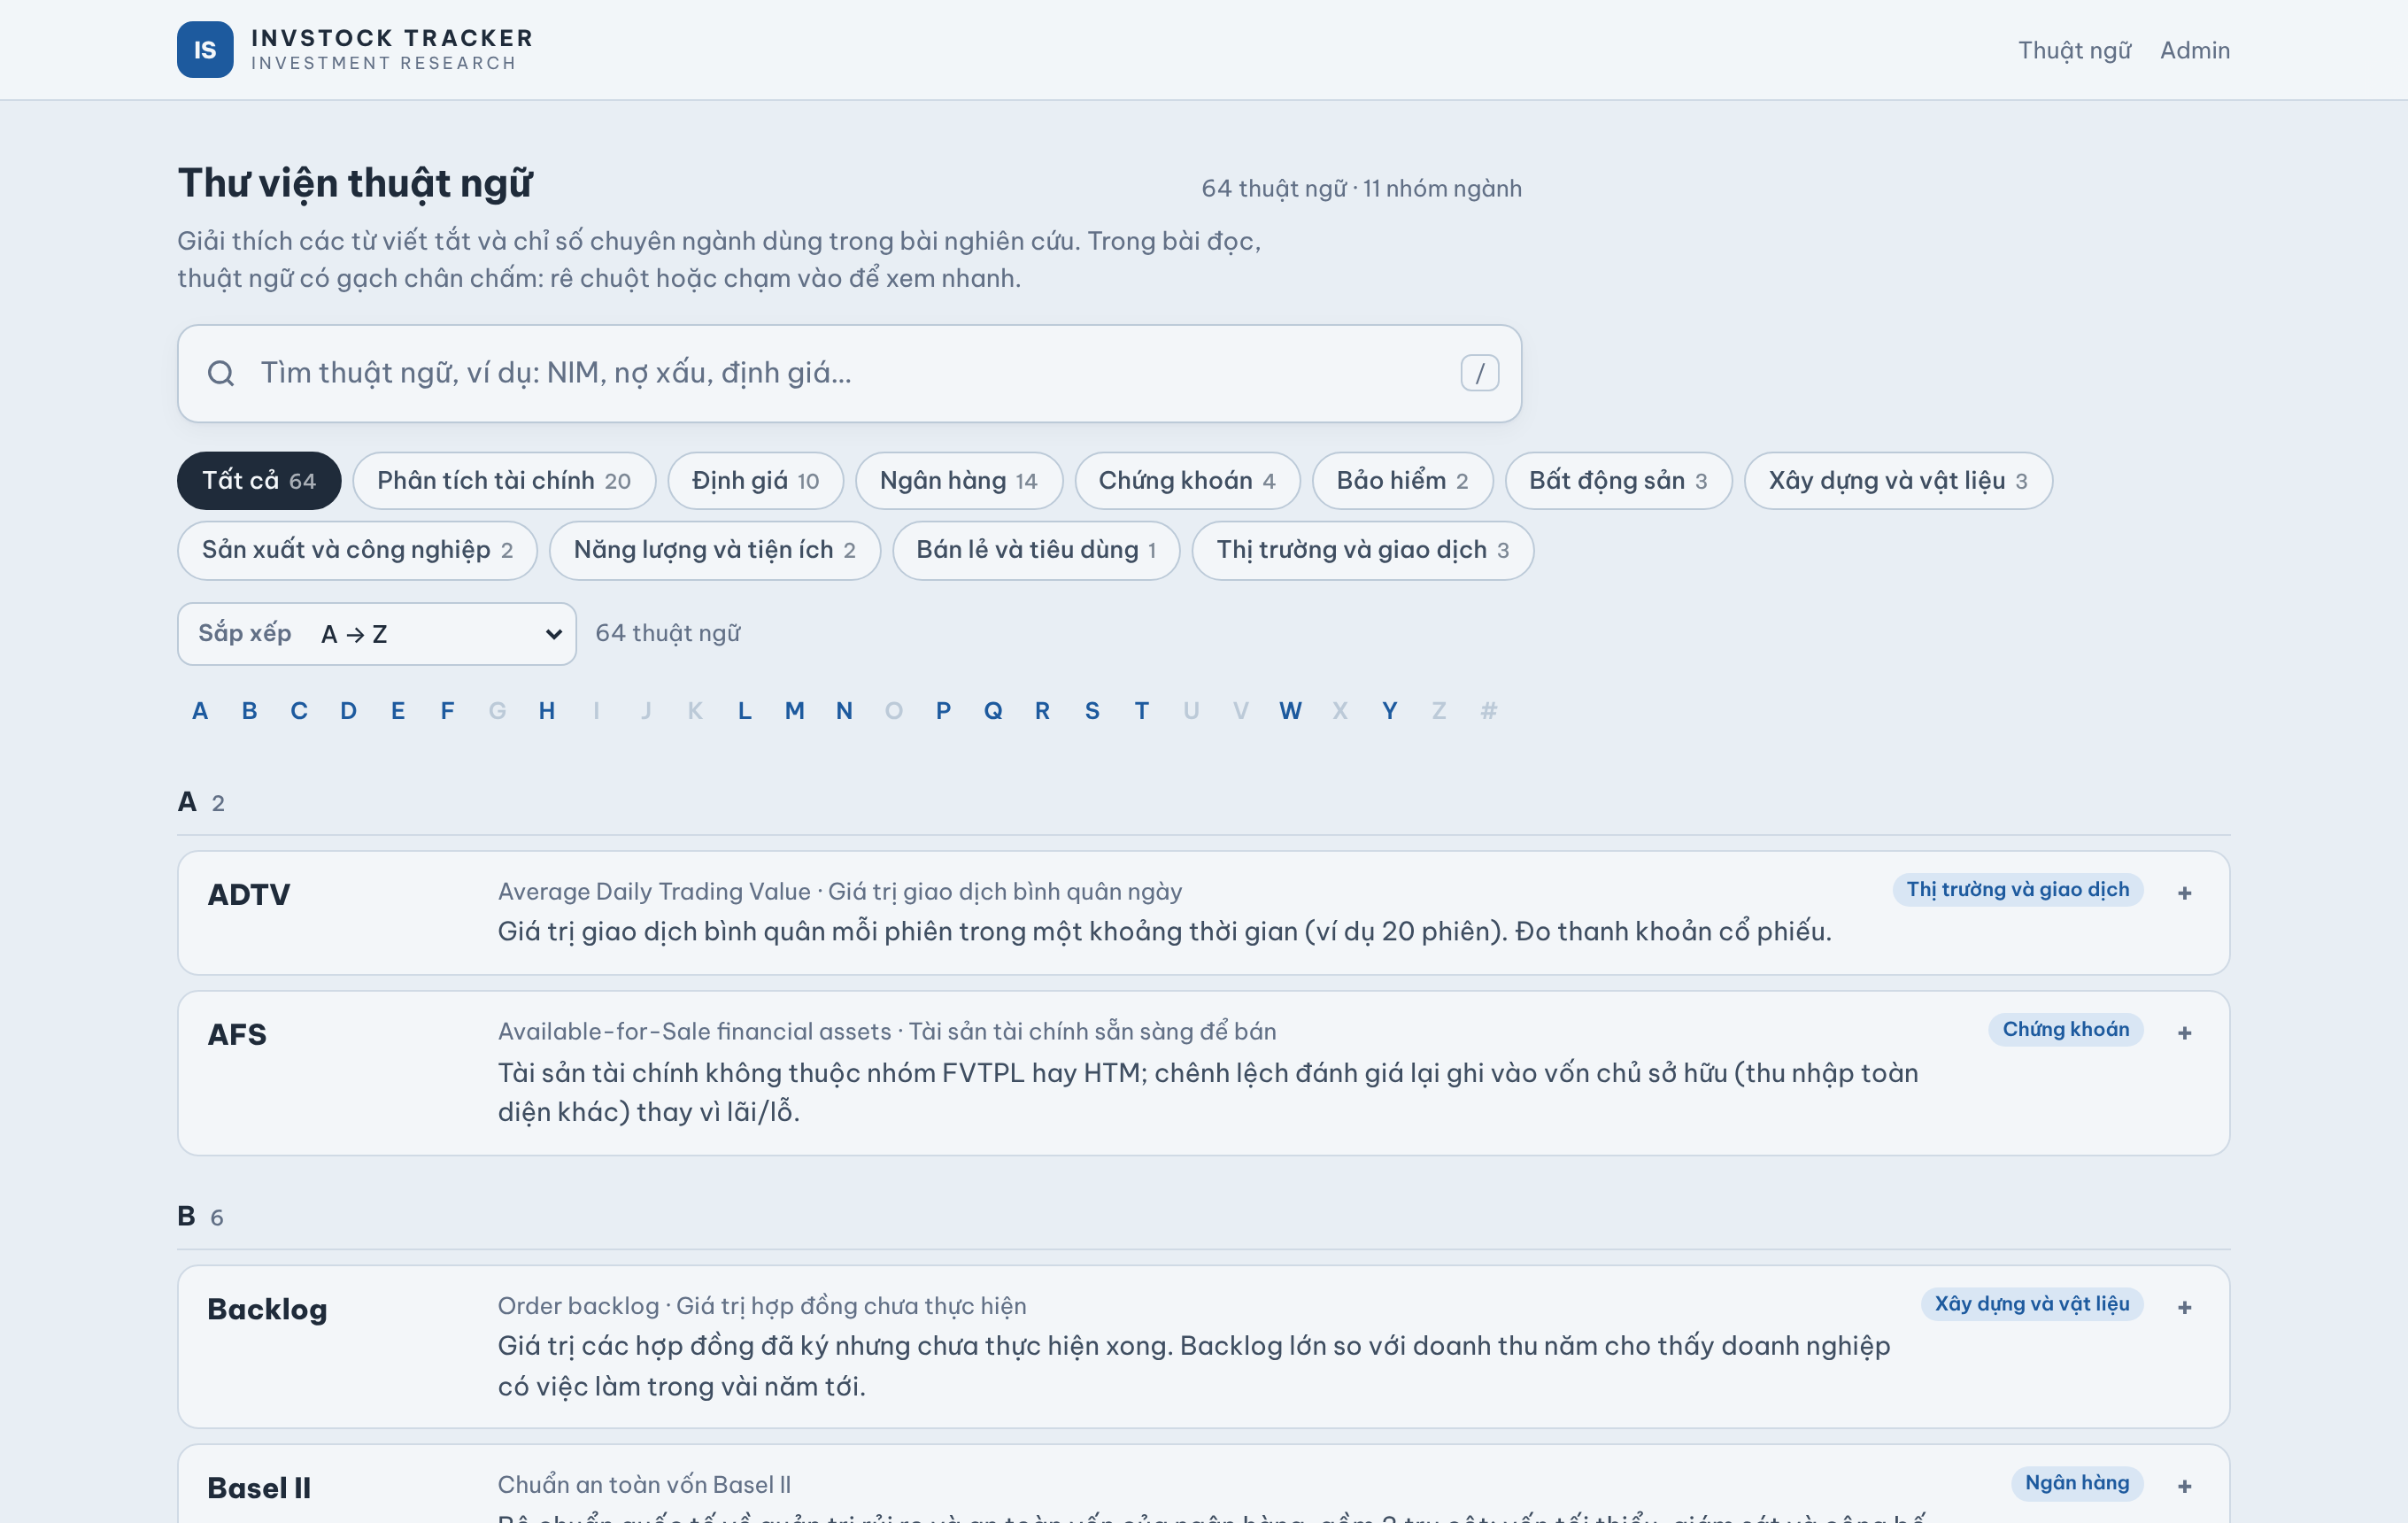 IS
INVSTOCK TRACKER
INVESTMENT RESEARCH
Thuật ngữ Admin
Thư viện thuật ngữ
64 thuật ngữ · 11 nhóm ngành
Giải thích các từ viết tắt và chỉ số chuyên ngành dùng trong bài nghiên cứu. Trong bài đọc,
thuật ngữ có gạch chân chấm: rê chuột hoặc chạm vào để xem nhanh.
Tìm thuật ngữ, ví dụ: NIM, nợ xấu, định giá... /
Tất cả 64 Phân tích tài chính 20 Định giá 10 Ngân hàng 14 Chứng khoán 4 Bảo hiểm 2 Bất động sản 3 Xây dựng và vật liệu 3
Sản xuất và công nghiệp 2 Năng lượng và tiện ích 2 Bán lẻ và tiêu dùng 1 Thị trường và giao dịch 3
Sắp xếp A → Z 64 thuật ngữ
A B C D E F G H I J K L M N O P Q R S T U V W X Y Z #
A 2
ADTV
Average Daily Trading Value · Giá trị giao dịch bình quân ngày
Thị trường và giao dịch +
Giá trị giao dịch bình quân mỗi phiên trong một khoảng thời gian (ví dụ 20 phiên). Đo thanh khoản cổ phiếu.
AFS
Available-for-Sale financial assets · Tài sản tài chính sẵn sàng để bán
Chứng khoán +
Tài sản tài chính không thuộc nhóm FVTPL hay HTM; chênh lệch đánh giá lại ghi vào vốn chủ sở hữu (thu nhập toàn
diện khác) thay vì lãi/lỗ.
B 6
Backlog
Order backlog · Giá trị hợp đồng chưa thực hiện
Xây dựng và vật liệu +
Giá trị các hợp đồng đã ký nhưng chưa thực hiện xong. Backlog lớn so với doanh thu năm cho thấy doanh nghiệp
có việc làm trong vài năm tới.
Basel II
Chuẩn an toàn vốn Basel II
Ngân hàng +